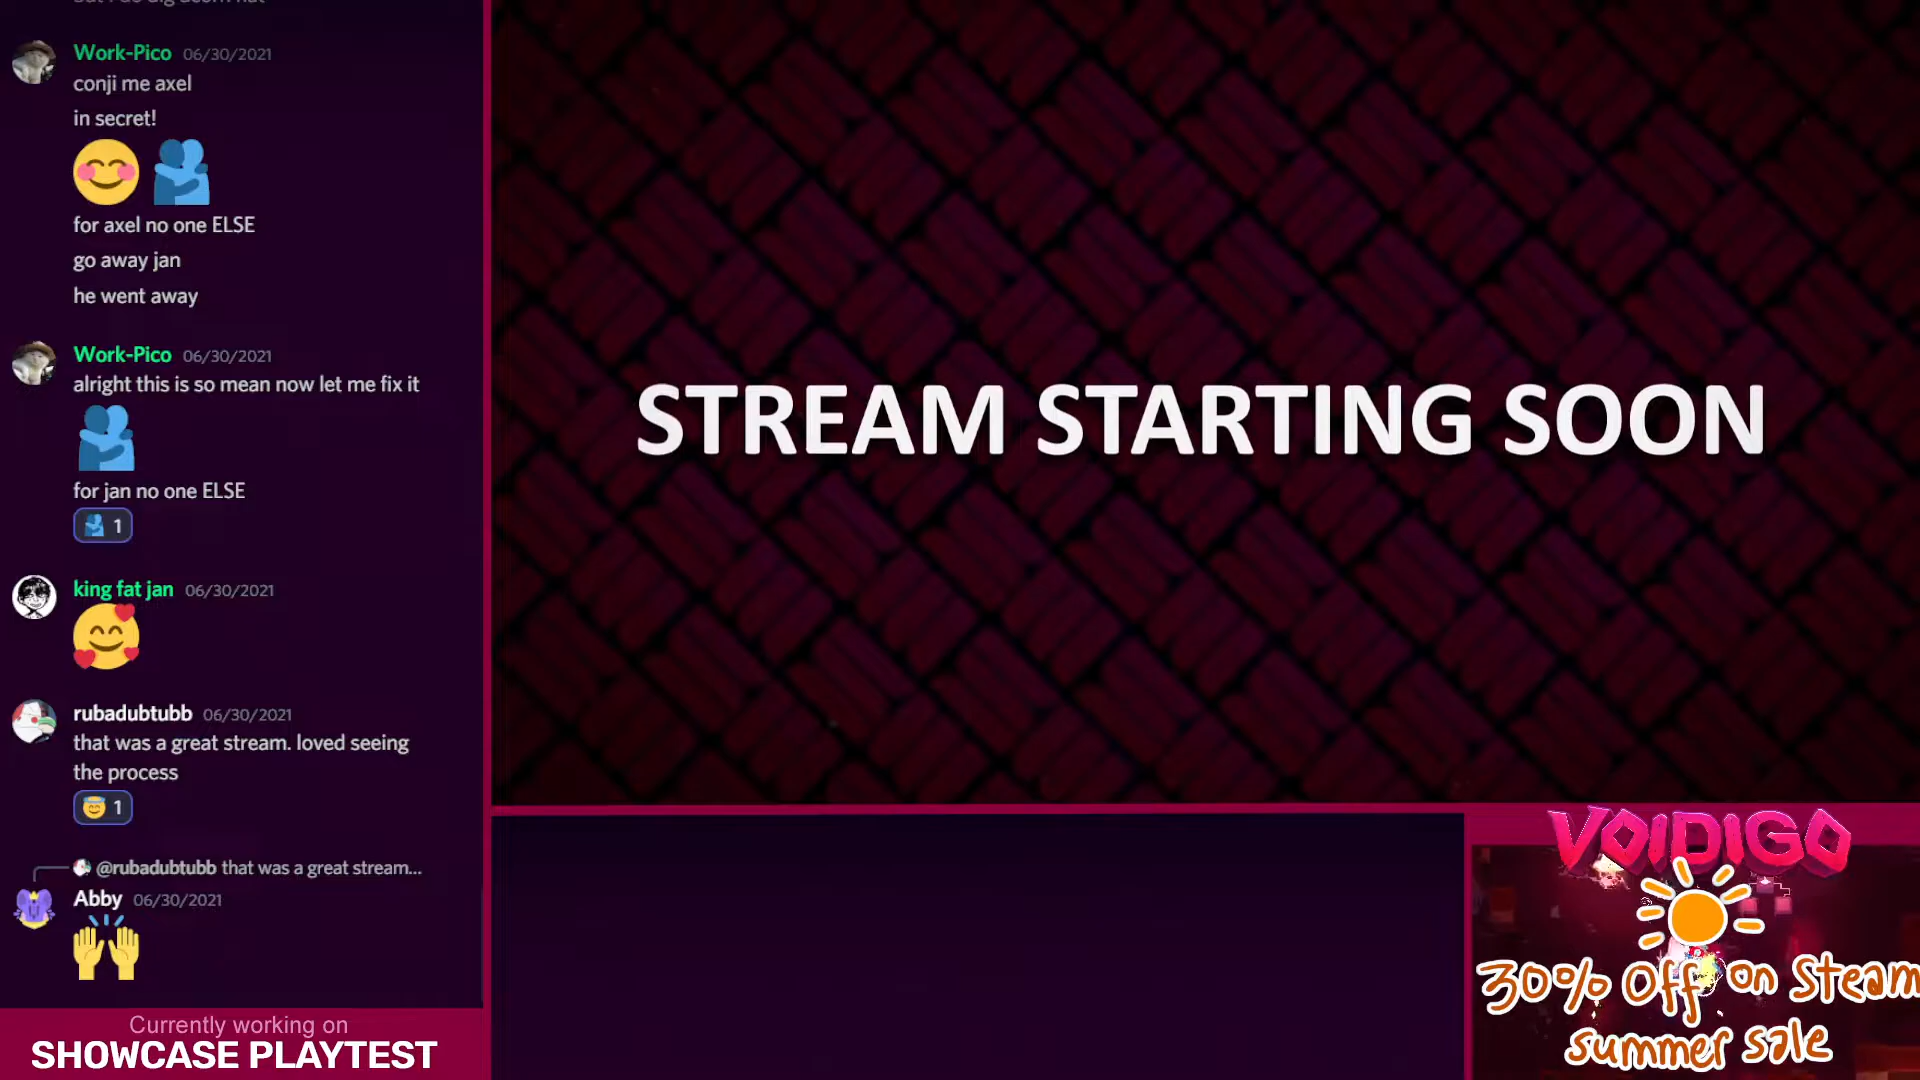 Work-Pico 06/30/2021
conji me axel
in secret!
for axel no one ELSE
go away jan
he went away
Work-Pico 06/30/2021
alright this is so mean now let me fix it
for jan no one ELSE
1
king fat jan 06/30/2021
rubadubtubb 06/30/2021
that was a great stream. loved seeing
the process
1
@rubadubtubb that was a great stream...
Abby 06/30/2021
Currently working on
SHOWCASE PLAYTEST
STREAM STARTING SOON
VOIDIGO
30% Off on Steam
summer sale